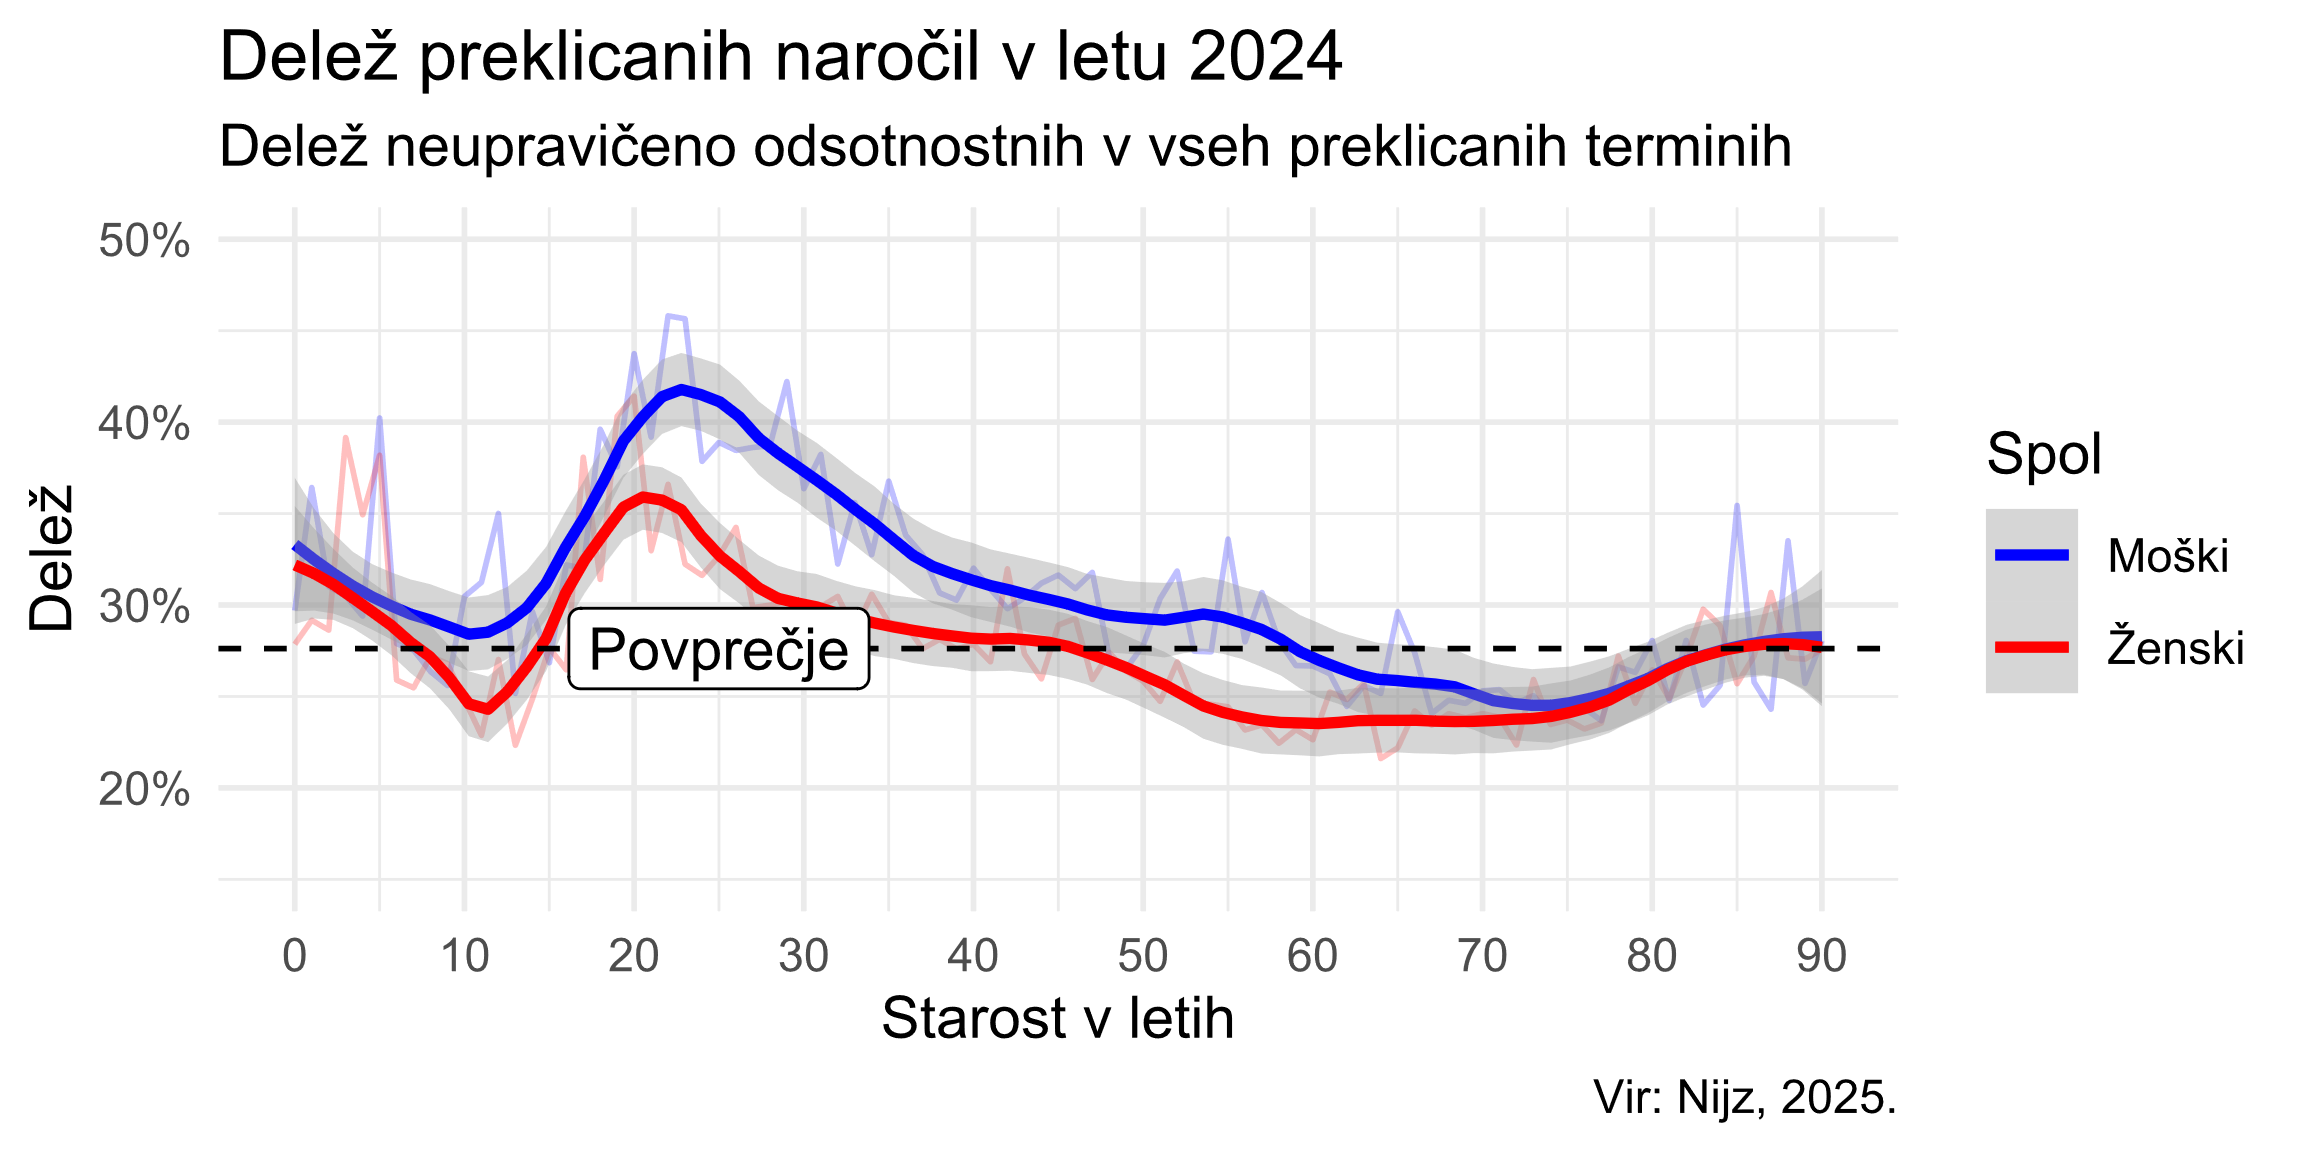 Delež preklicanih naročil v letu 2024
Delež neupravičeno odsotnostnih v vseh preklicanih terminih
50%
40%
30%
20%
Delež
Povprečje
0 10 20 30 40 50 60 70 80 90
Starost v letih
Spol
Moški
Ženski
Vir: Nijz, 2025.